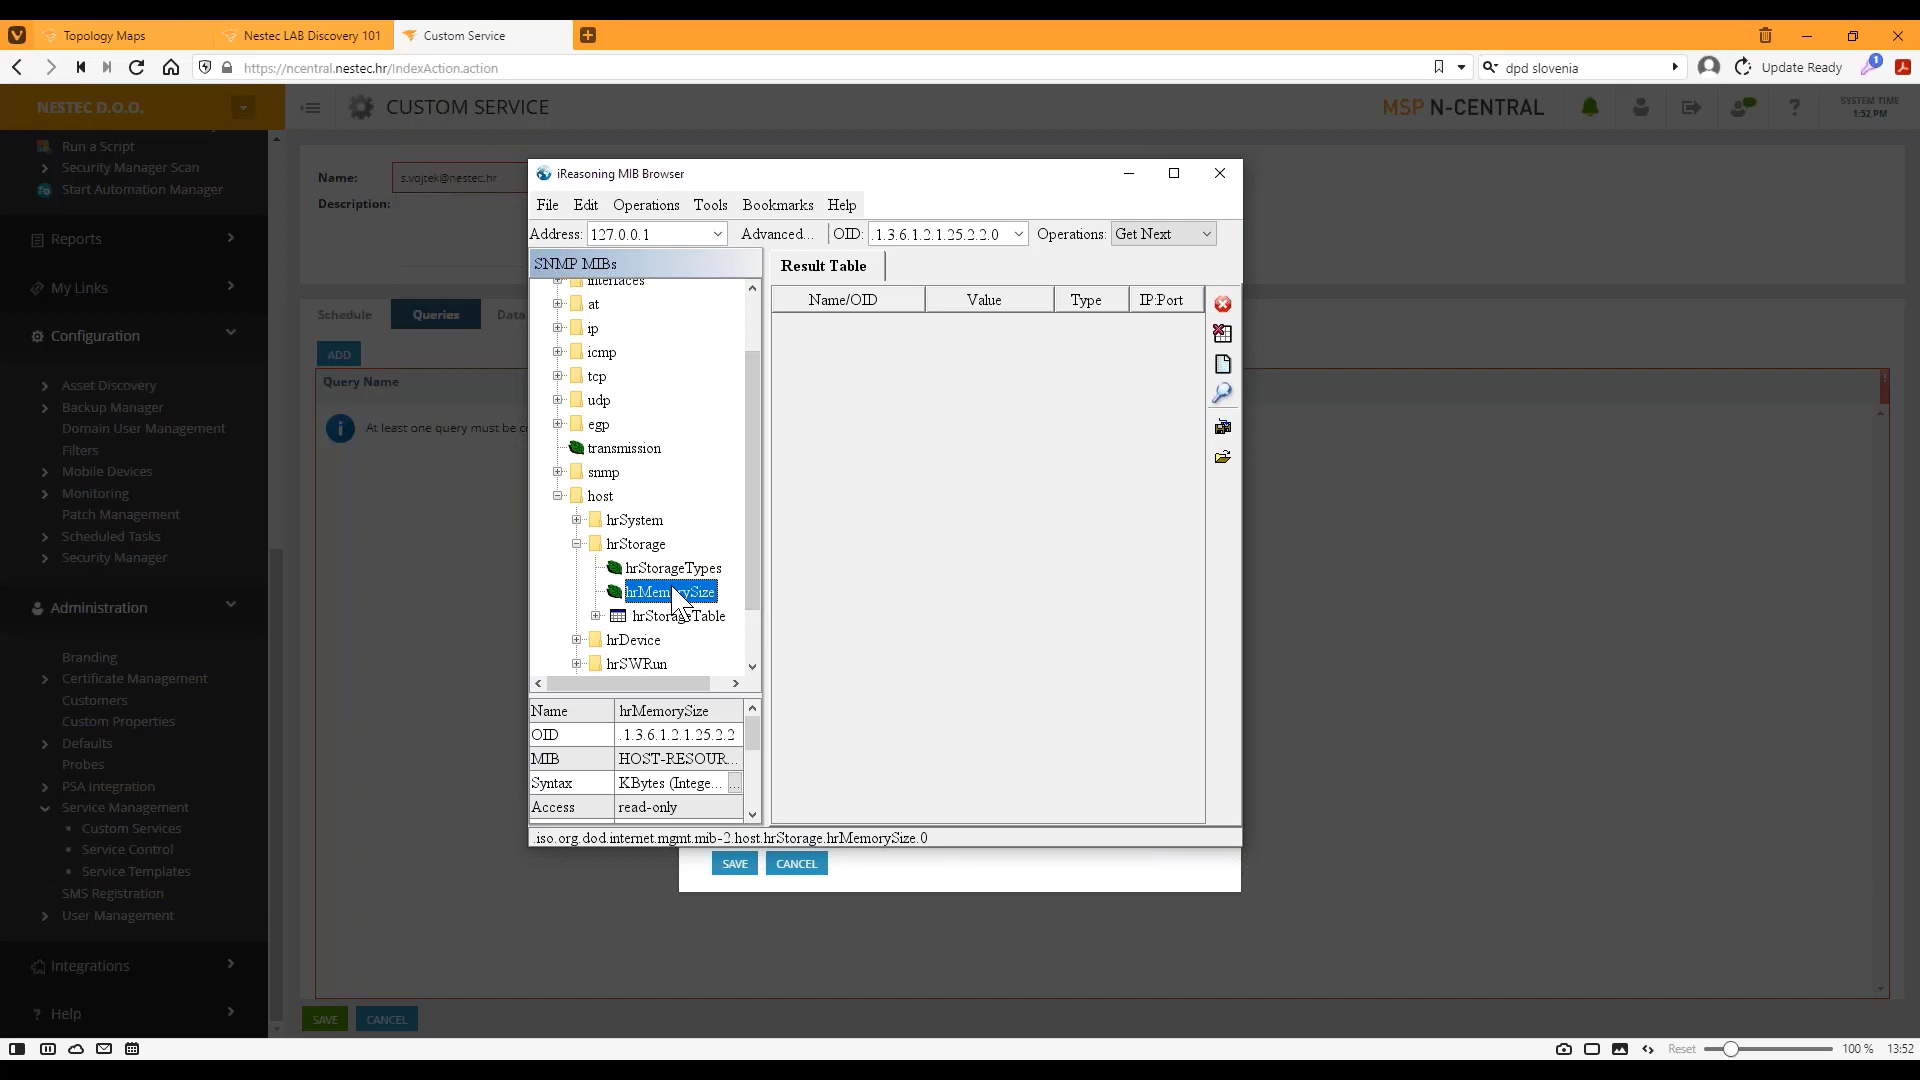 Topology Maps
Nestec LAB Discovery 101
Custom Service
https://ncentral.nestec.hr/IndexAction.action
dpd slovenia
Update Ready
1
NESTEC D.O.O.
CUSTOM SERVICE
MSP N-CENTRAL
SYSTEM TIME
1:52 PM
Run a Script
Security Manager Scan
Start Automation Manager
Reports
My Links
Configuration
Asset Discovery
Backup Manager
Domain User Management
Filters
Mobile Devices
Monitoring
Patch Management
Scheduled Tasks
Security Manager
Administration
Branding
Certificate Management
Customers
Custom Properties
Defaults
Probes
PSA Integration
Service Management
Custom Services
Service Control
Service Templates
SMS Registration
User Management
Integrations
Help
Name:
s.vojtek@nestec.hr
Description:
Schedule
Queries
Data
ADD
Query Name
At least one query must be c
iReasoning MIB Browser
File Edit Operations Tools Bookmarks Help
Address: 127.0.0.1 Advanced... OID: .1.3.6.1.2.1.25.2.2.0 Operations: Get Next
SNMP MIBs
interfaces
at
ip
icmp
tcp
udp
egp
transmission
snmp
host
hrSystem
hrStorage
hrStorageTypes
hrMemorySize
hrStorageTable
hrDevice
hrSWRun
Name hrMemorySize
OID .1.3.6.1.2.1.25.2.2
MIB HOST-RESOUR...
Syntax KBytes (Intege... ...
Access read-only
Result Table
Name/OID Value Type IP:Port
.iso.org.dod.internet.mgmt.mib-2.host.hrStorage.hrMemorySize.0
SAVE CANCEL
SAVE CANCEL
Reset 100 % 13:52